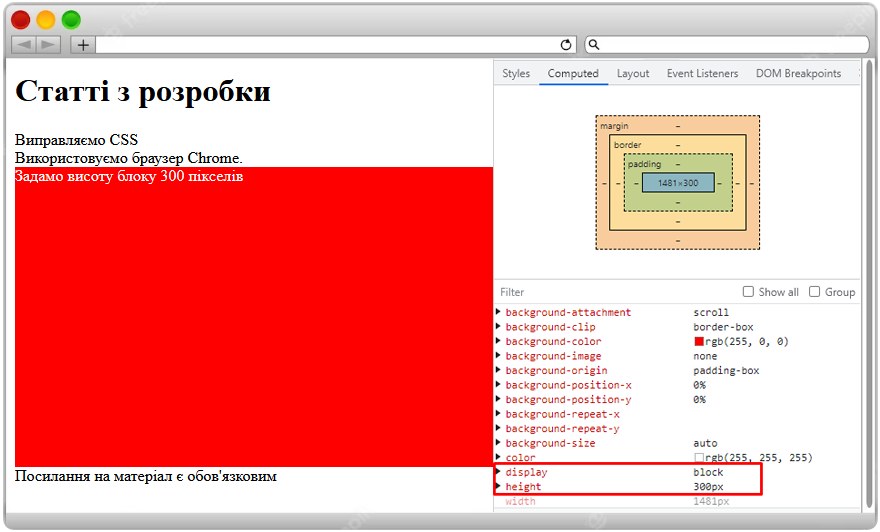 Статті з розробки
Виправляємо CSS
Використовуємо браузер Chrome.
Задамо висоту блоку 300 пікселів
Посилання на матеріал є обов'язковим
Styles Computed Layout Event Listeners DOM Breakpoints
margin –
border –
padding –
– – – 1481×300 – – –
–
–
–
Filter Show all Group
background-attachment scroll
background-clip border-box
background-color rgb(255, 0, 0)
background-image none
background-origin padding-box
background-position-x 0%
background-position-y 0%
background-repeat-x
background-repeat-y
background-size auto
color rgb(255, 255, 255)
display block
height 300px
width 1481px